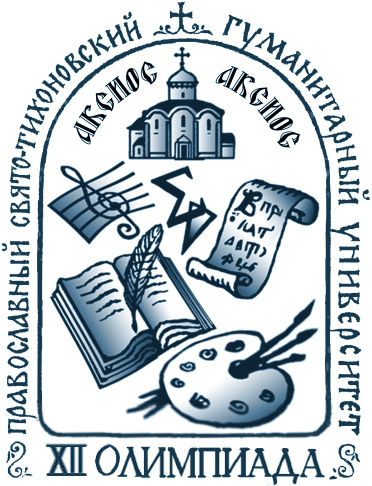 ПРАВОСЛАВНЫЙ СВЯТО-ТИХОНОВСКИЙ ГУМАНИТАРНЫЙ УНИВЕРСИТЕТ
АКСИОС АКСИОС
XII ОЛИМПИАДА